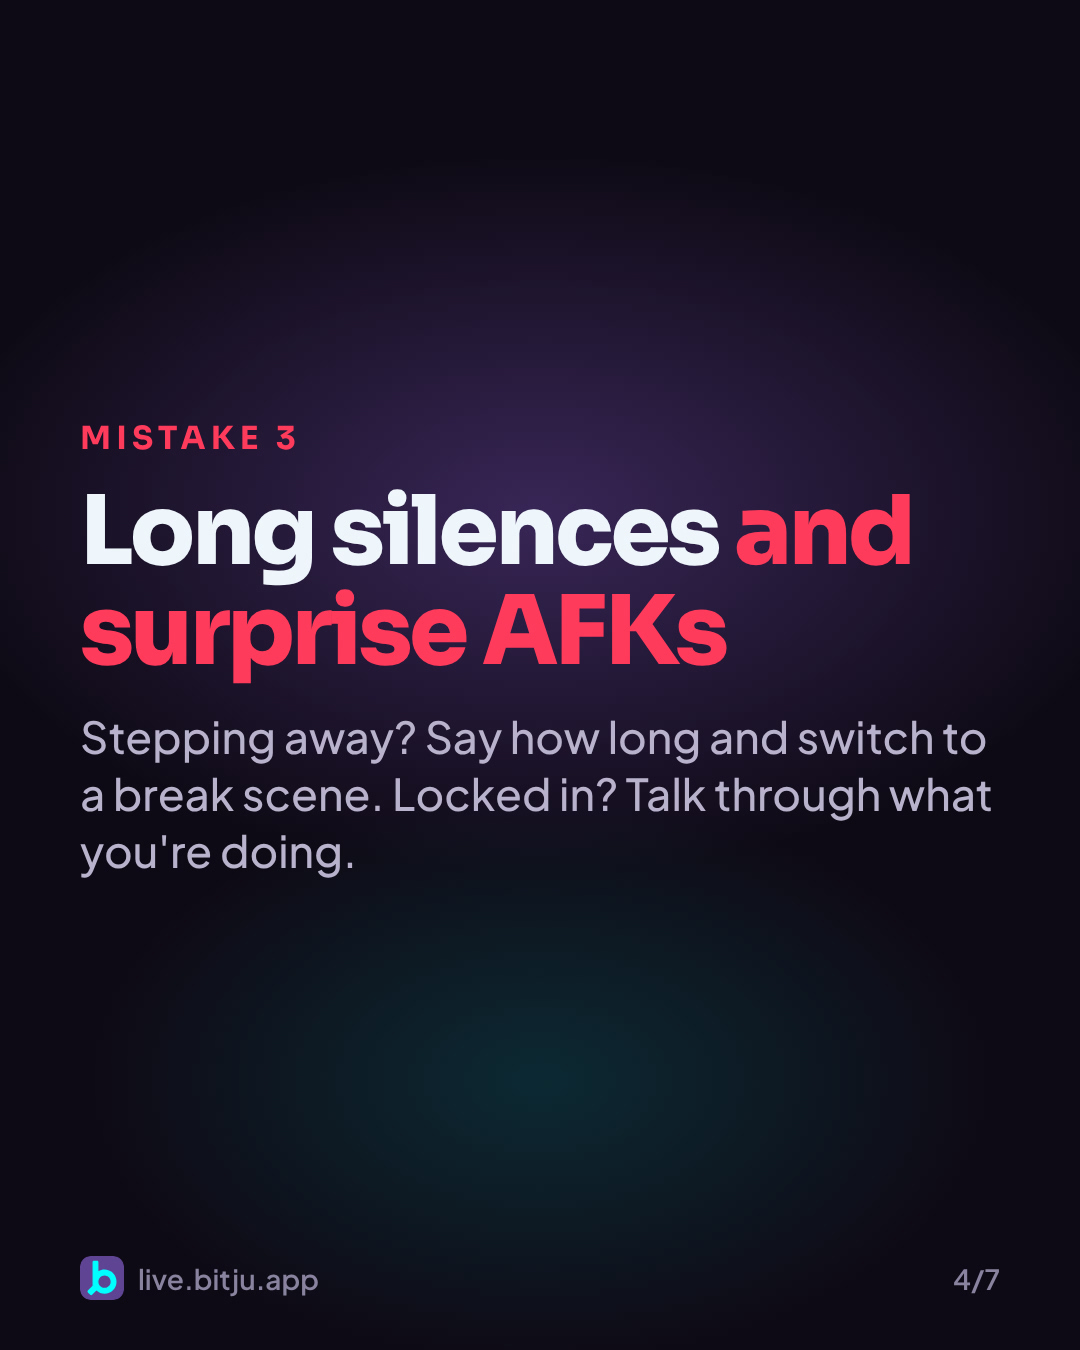 MISTAKE 3
Long silences and
surprise AFKs
Stepping away? Say how long and switch to
a break scene. Locked in? Talk through what
you're doing.
b live.bitju.app
4/7